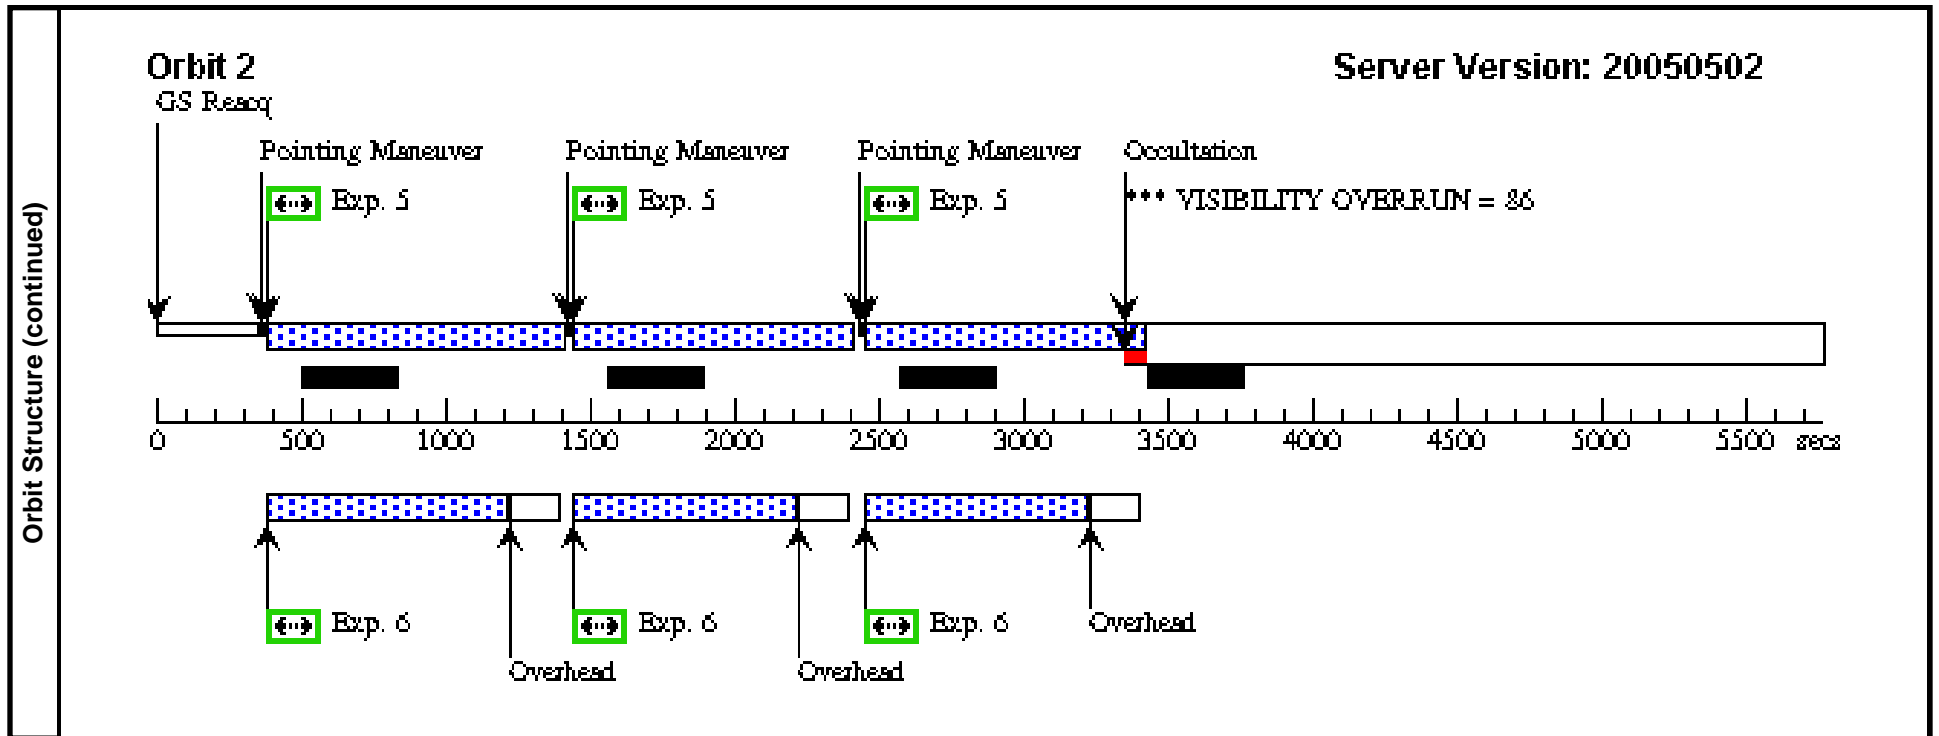 Orbit Structure (continued)
Orbit 2
Server Version: 20050502
GS Reacq
Pointing Maneuver
Pointing Maneuver
Pointing Maneuver
Occultation
Exp. 5
Exp. 5
Exp. 5
*** VISIBILITY OVERRUN = 86
0 500 1000 1500 2000 2500 3000 3500 4000 4500 5000 5500 secs
Exp. 6
Exp. 6
Exp. 6
Overhead
Overhead
Overhead